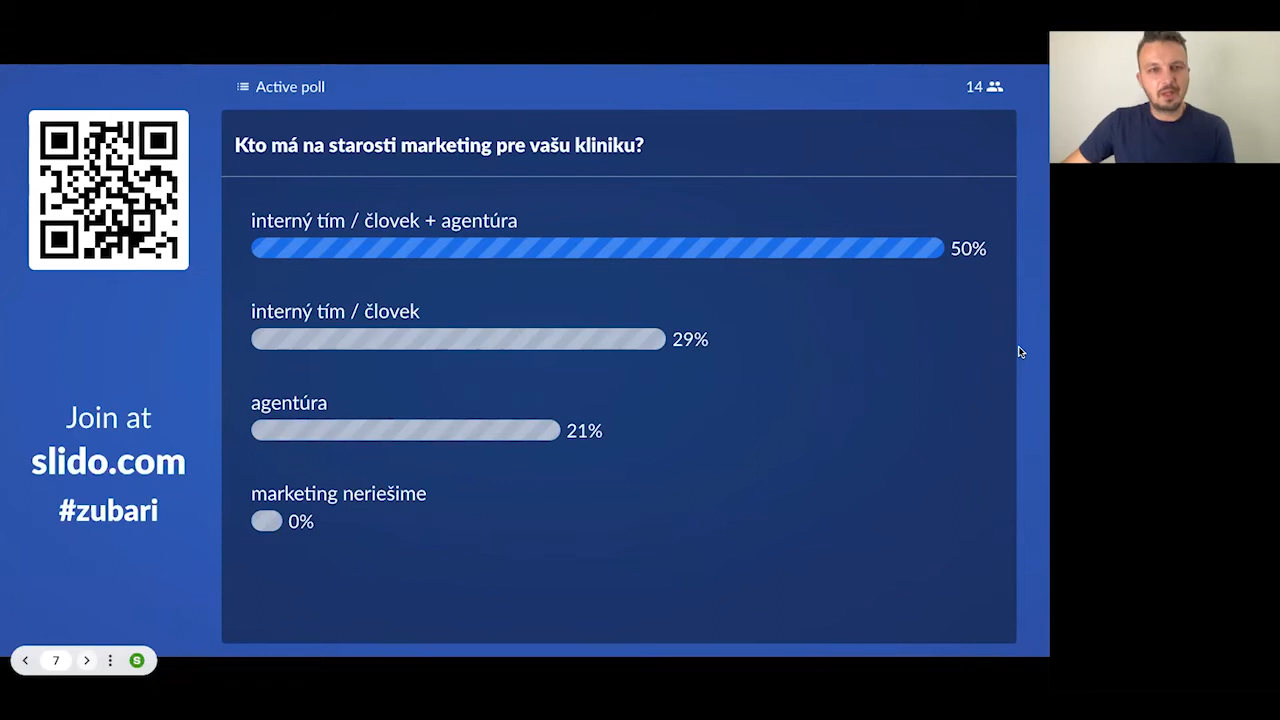 Active poll
14
Kto má na starosti marketing pre vašu kliniku?
interný tím / človek + agentúra
50%
interný tím / človek
29%
agentúra
21%
marketing neriešime
0%
Join at
slido.com
#zubari
7
S